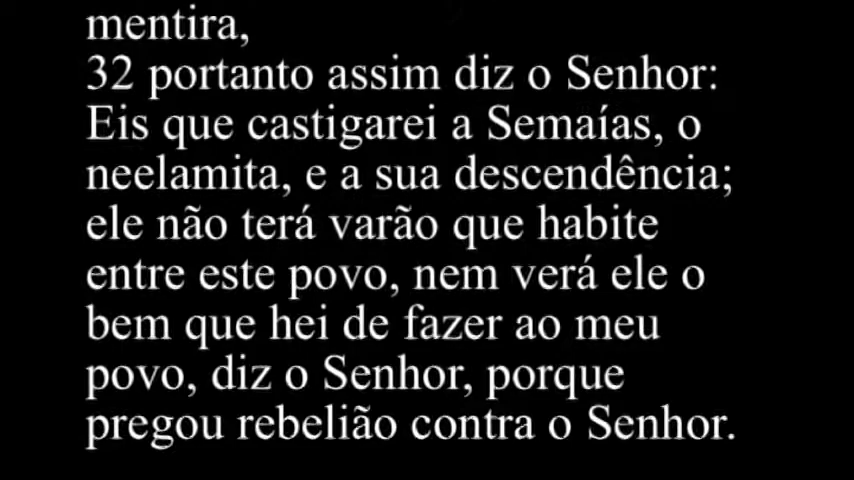 mentira,
32 portanto assim diz o Senhor:
Eis que castigarei a Semaías, o
neelamita, e a sua descendência;
ele não terá varão que habite
entre este povo, nem verá ele o
bem que hei de fazer ao meu
povo, diz o Senhor, porque
pregou rebelião contra o Senhor.